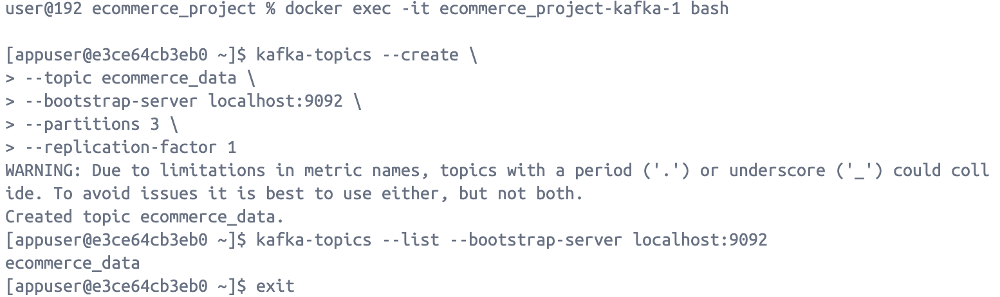 user@192 ecommerce_project % docker exec -it ecommerce_project-kafka-1 bash
[appuser@e3ce64cb3eb0 ~]$ kafka-topics --create \
> --topic ecommerce_data \
> --bootstrap-server localhost:9092 \
> --partitions 3 \
> --replication-factor 1
WARNING: Due to limitations in metric names, topics with a period ('.') or underscore ('_') could coll
ide. To avoid issues it is best to use either, but not both.
Created topic ecommerce_data.
[appuser@e3ce64cb3eb0 ~]$ kafka-topics --list --bootstrap-server localhost:9092
ecommerce_data
[appuser@e3ce64cb3eb0 ~]$ exit